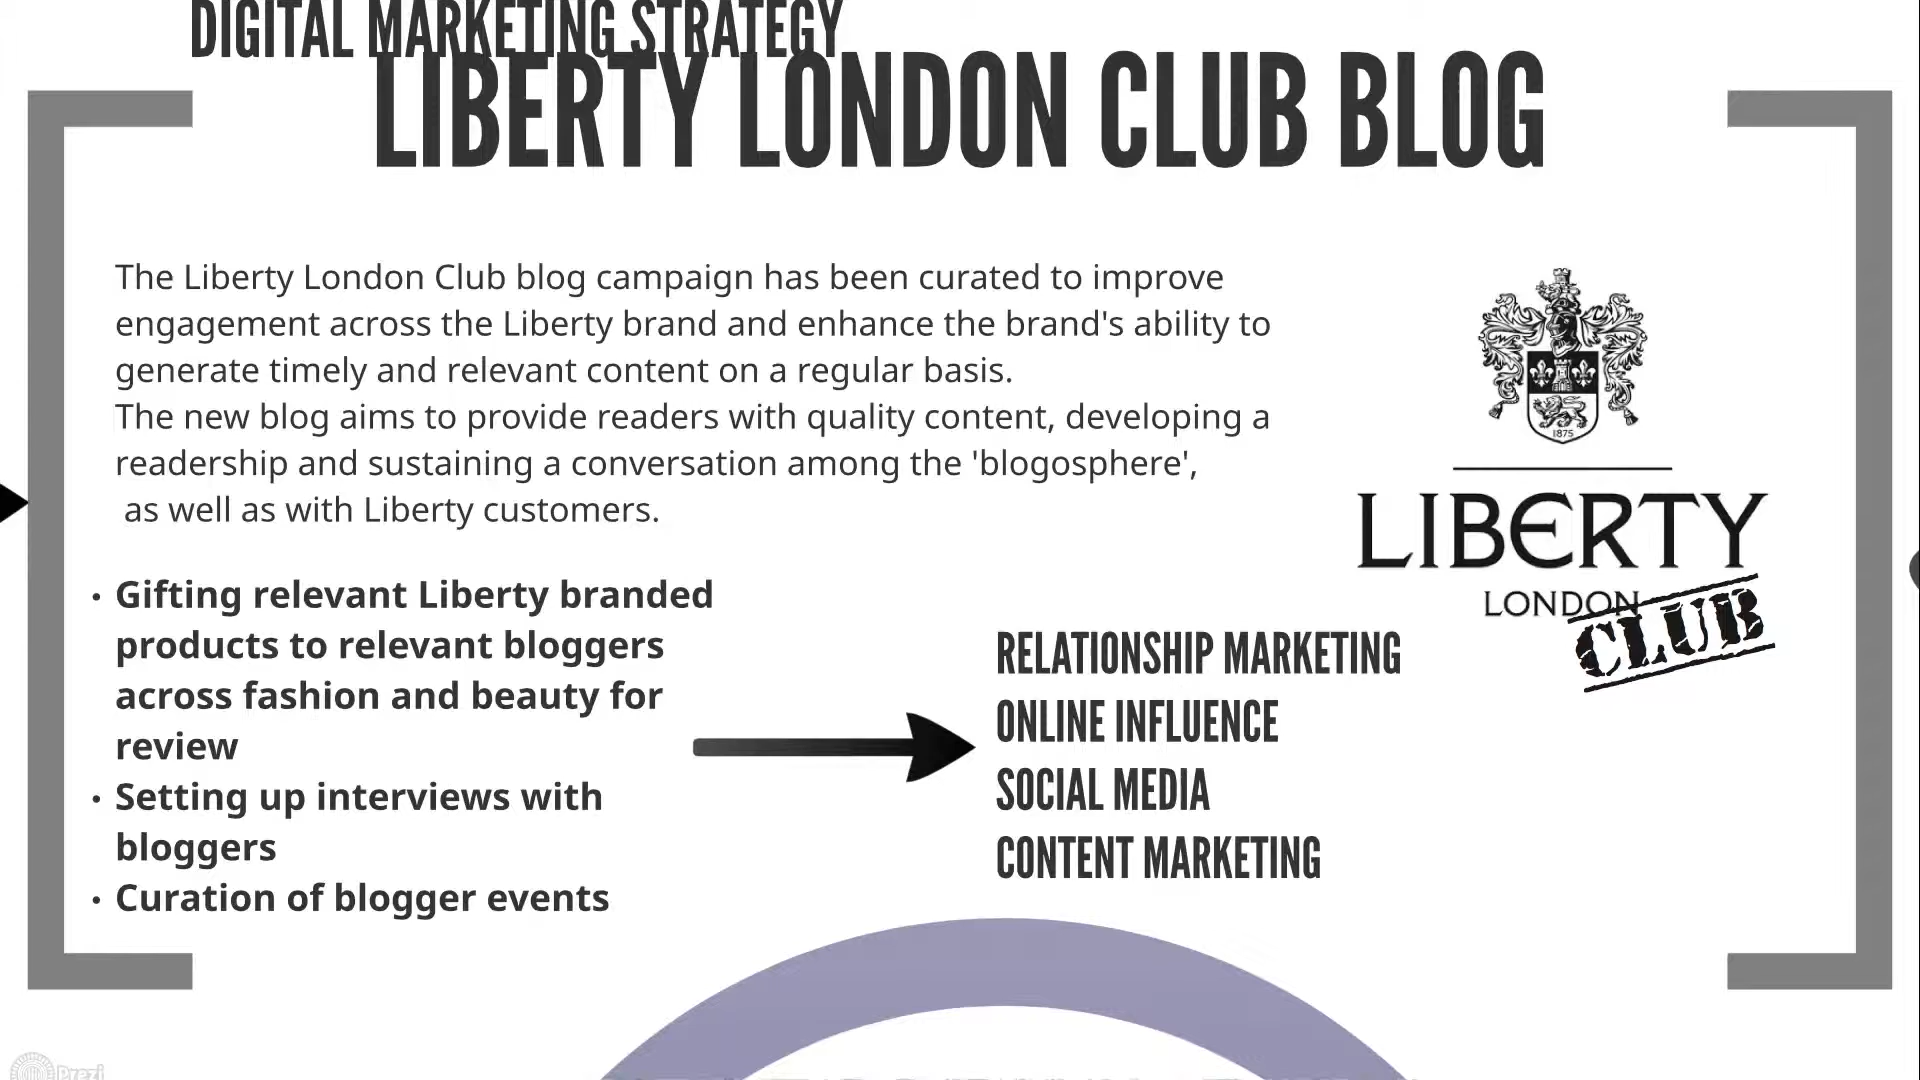 DIGITAL MARKETING STRATEGY
LIBERTY LONDON CLUB BLOG
The Liberty London Club blog campaign has been curated to improve
engagement across the Liberty brand and enhance the brand's ability to
generate timely and relevant content on a regular basis.
The new blog aims to provide readers with quality content, developing a
readership and sustaining a conversation among the 'blogosphere',
as well as with Liberty customers.
• Gifting relevant Liberty branded
products to relevant bloggers
across fashion and beauty for
review
• Setting up interviews with
bloggers
• Curation of blogger events
RELATIONSHIP MARKETING
ONLINE INFLUENCE
SOCIAL MEDIA
CONTENT MARKETING
1875
LIBERTY
LONDON
CLUB
Prezi